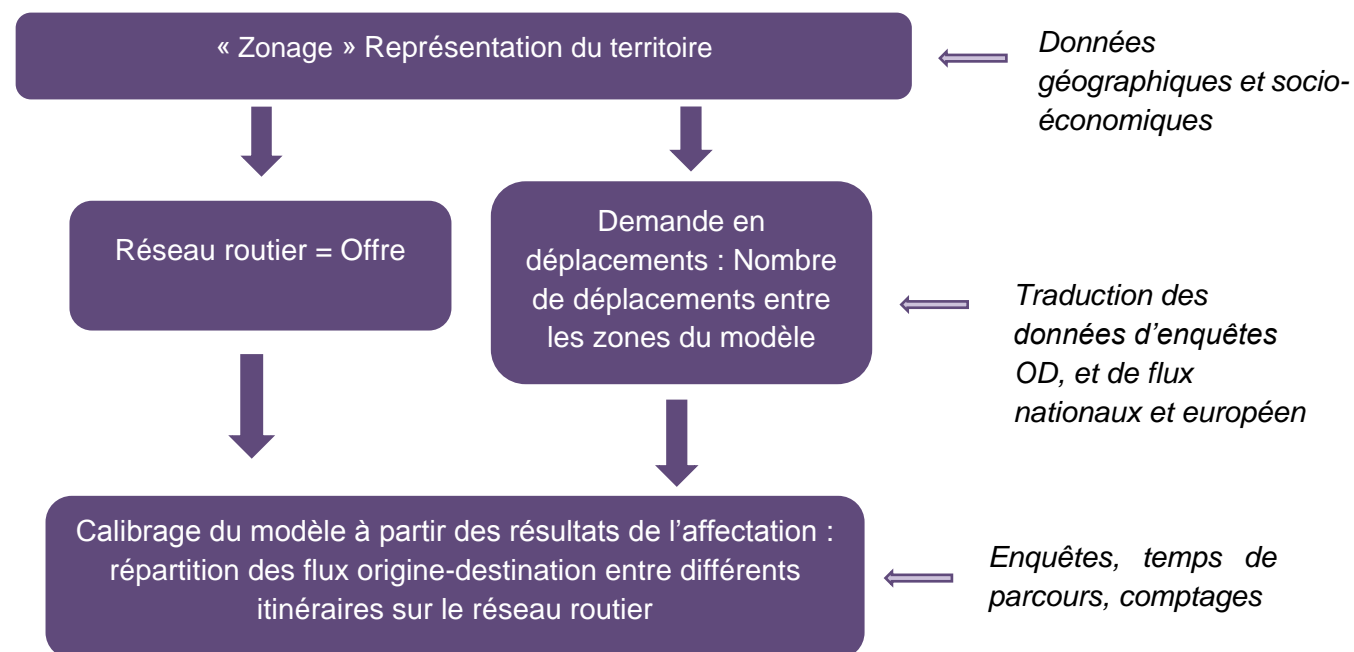 « Zonage » Représentation du territoire
Données
géographiques et socio-
économiques
Réseau routier = Offre
Demande en
déplacements : Nombre
de déplacements entre
les zones du modèle
Traduction des
données d’enquêtes
OD, et de flux
nationaux et européen
Calibrage du modèle à partir des résultats de l’affectation :
répartition des flux origine-destination entre différents
itinéraires sur le réseau routier
Enquêtes, temps de
parcours, comptages